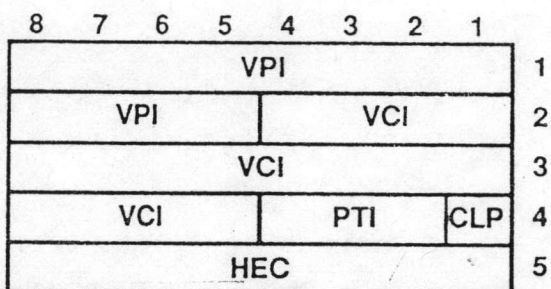 8 7 6 5 4 3 2 1
VPI 1
VPI VCI 2
VCI 3
VCI PTI CLP 4
HEC 5